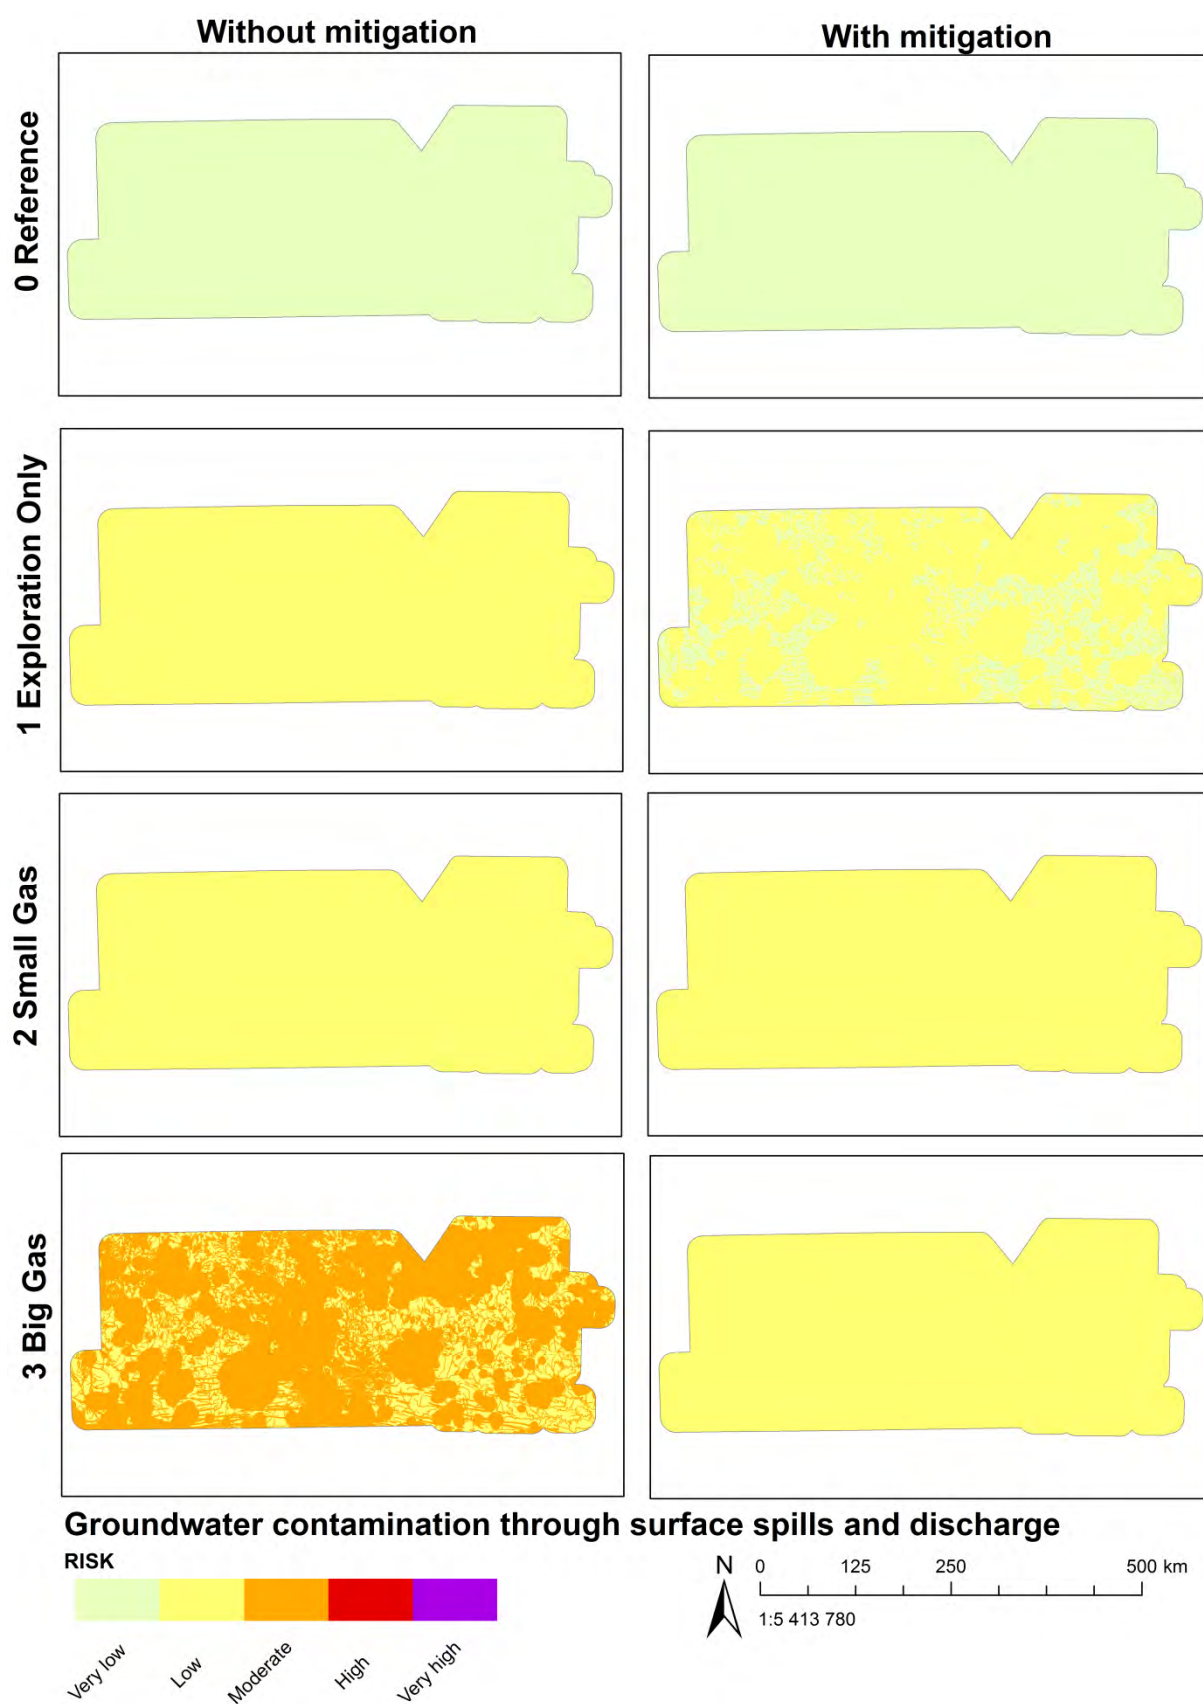 Without mitigation
With mitigation
0 Reference
1 Exploration Only
2 Small Gas
3 Big Gas
Groundwater contamination through surface spills and discharge
RISK
Very low
Low
Moderate
High
Very high
N
0 125 250 500 km
1:5 413 780